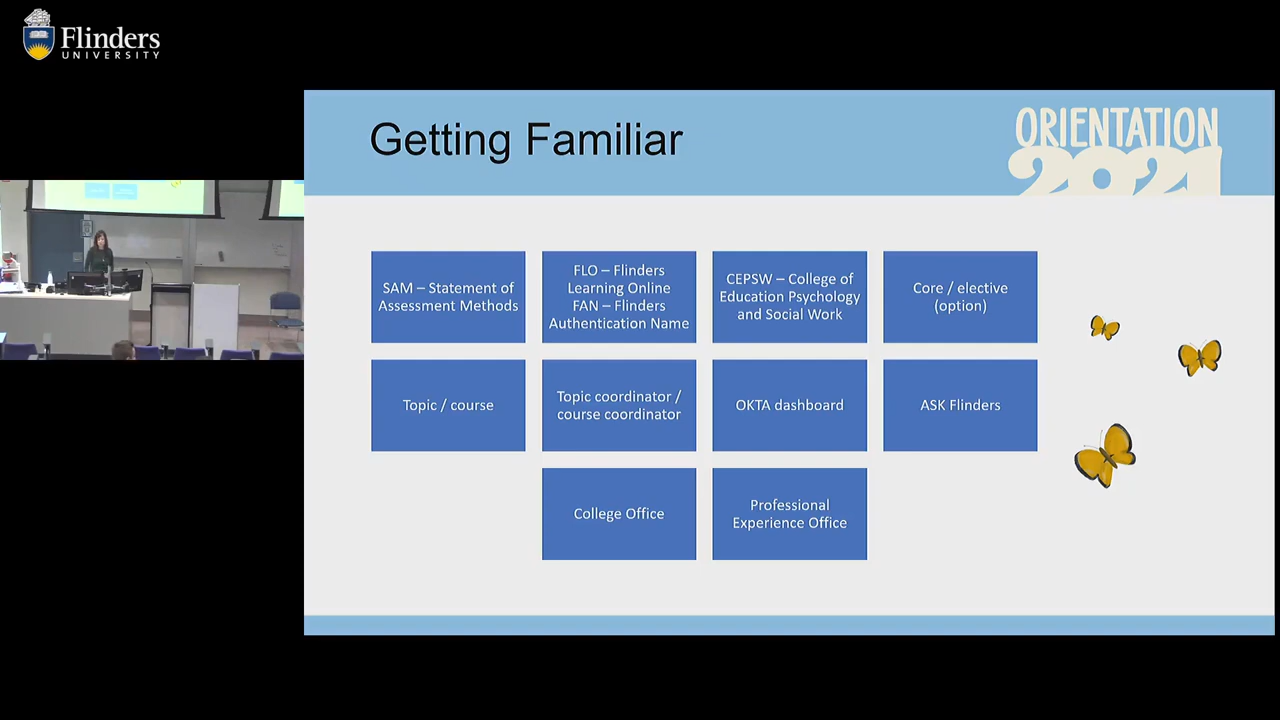 Flinders
UNIVERSITY
Getting Familiar
ORIENTATION
2021
SAM – Statement of
Assessment Methods
FLO – Flinders
Learning Online
FAN – Flinders
Authentication Name
CEPSW – College of
Education Psychology
and Social Work
Core / elective
(option)
Topic / course
Topic coordinator /
course coordinator
OKTA dashboard
ASK Flinders
College Office
Professional
Experience Office